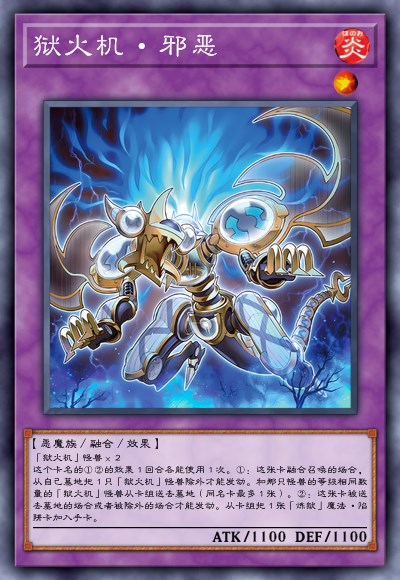 狱火机・邪恶
ほのお
炎
【恶魔族／融合／效果】
「狱火机」怪兽×2
这个卡名的①②的效果1回合各能使用1次。①：这张卡融合召唤的场合，
从自己墓地把1只「狱火机」怪兽除外才能发动。和那只怪兽的等级相同数
量的「狱火机」怪兽从卡组送去墓地（同名卡最多1张）。②：这张卡被送
去墓地的场合或者被除外的场合才能发动。从卡组把1张「炼狱」魔法・陷
阱卡加入手卡。
ATK/1100 DEF/1100